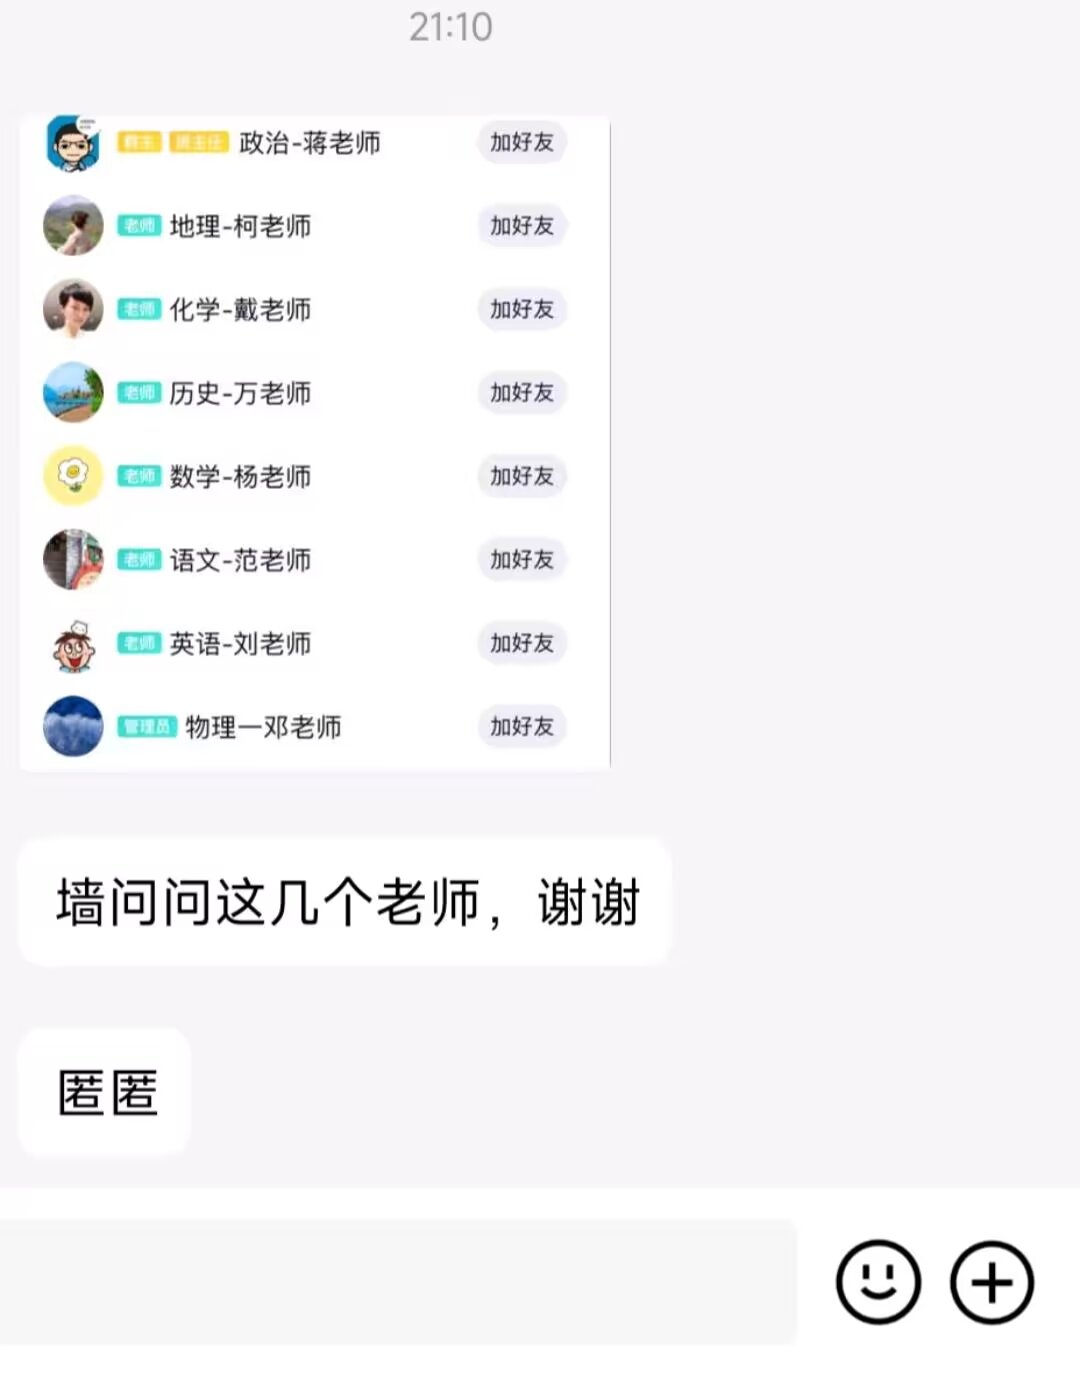 21:10
群主 班主任 政治-蒋老师 加好友
老师 地理-柯老师 加好友
老师 化学-戴老师 加好友
老师 历史-万老师 加好友
老师 数学-杨老师 加好友
老师 语文-范老师 加好友
老师 英语-刘老师 加好友
管理员 物理一邓老师 加好友
墙问问这几个老师，谢谢
匿匿